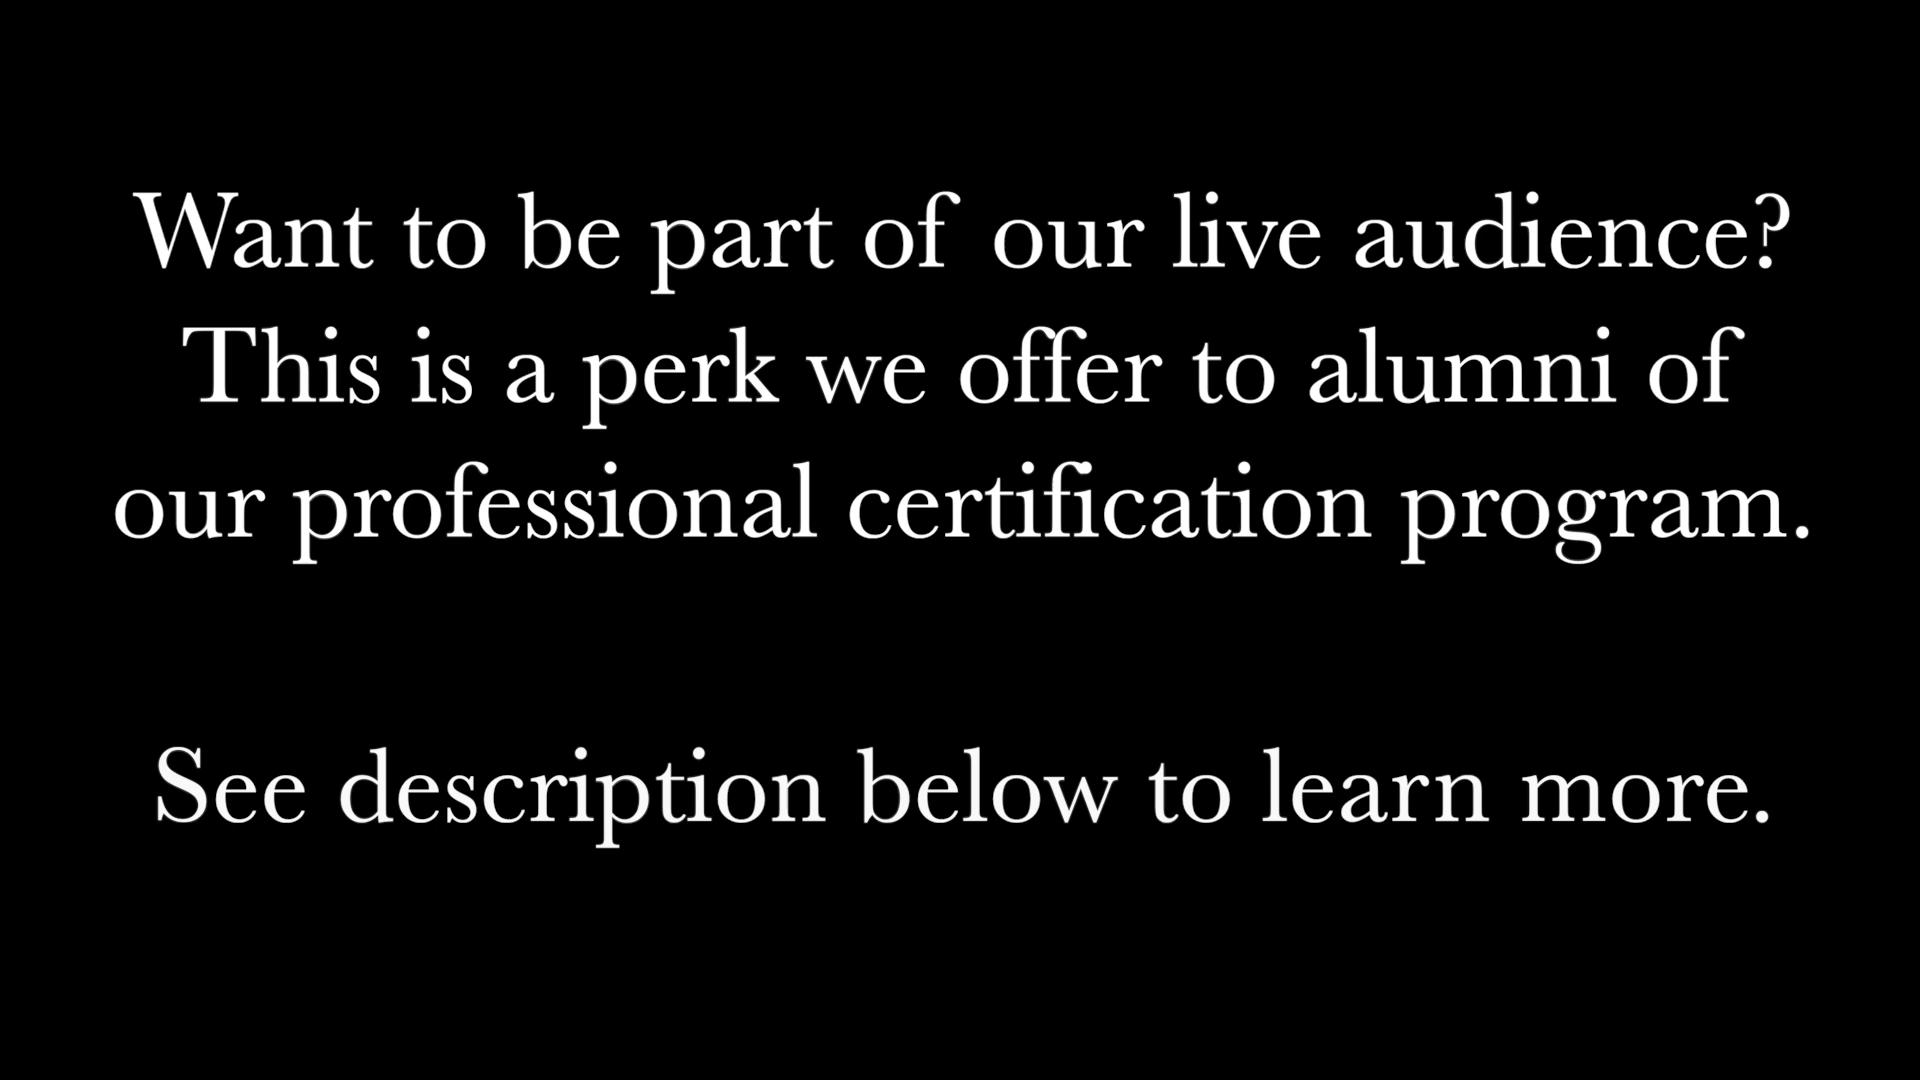 Want to be part of our live audience?
This is a perk we offer to alumni of
our professional certification program.
See description below to learn more.